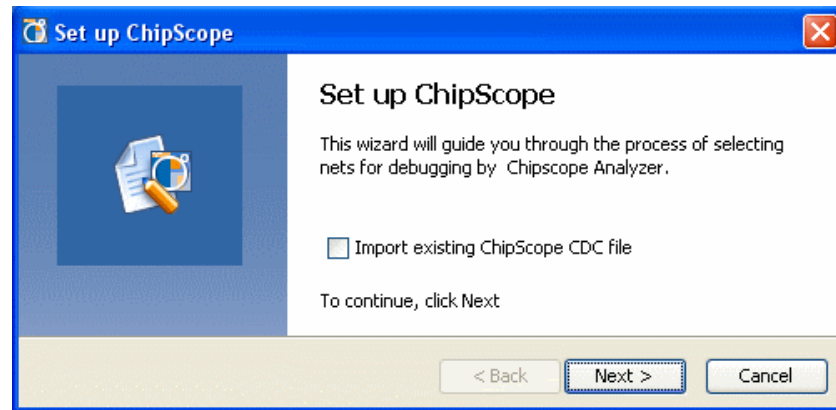 Set up ChipScope
Set up ChipScope
This wizard will guide you through the process of selecting
nets for debugging by Chipscope Analyzer.
Import existing ChipScope CDC file
To continue, click Next
< Back Next > Cancel